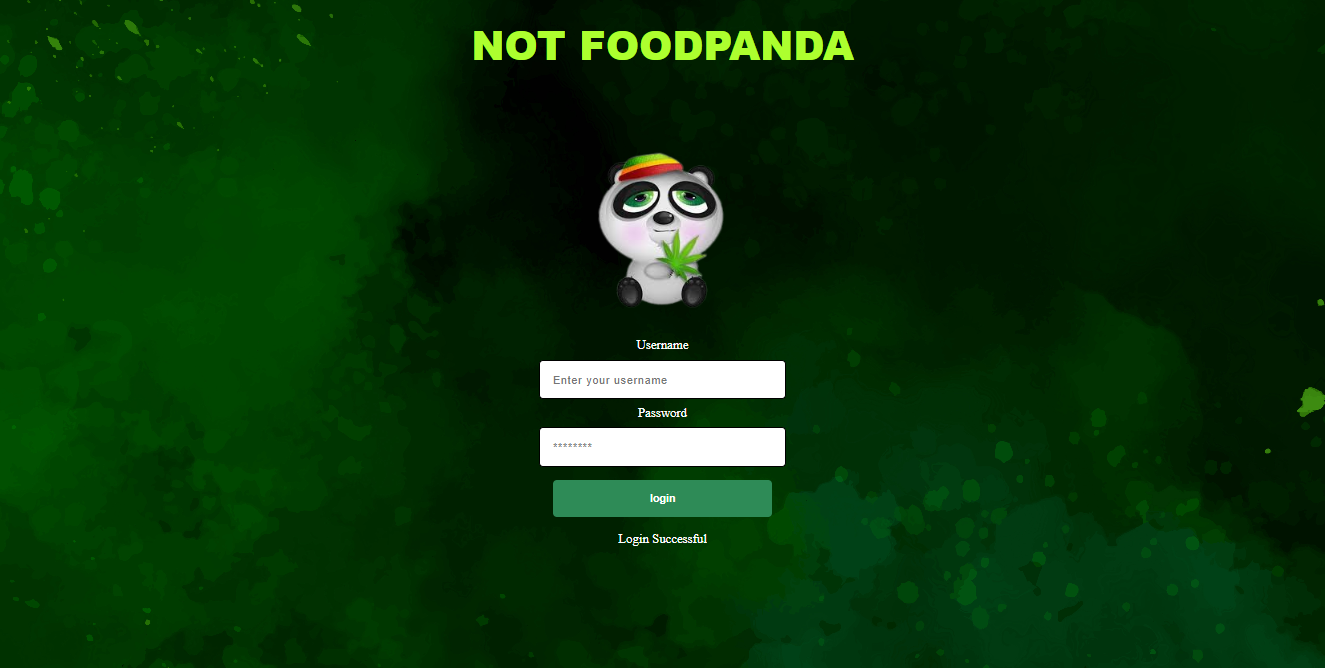 NOT FOODPANDA
Username
Enter your username
Password
********
login
Login Successful